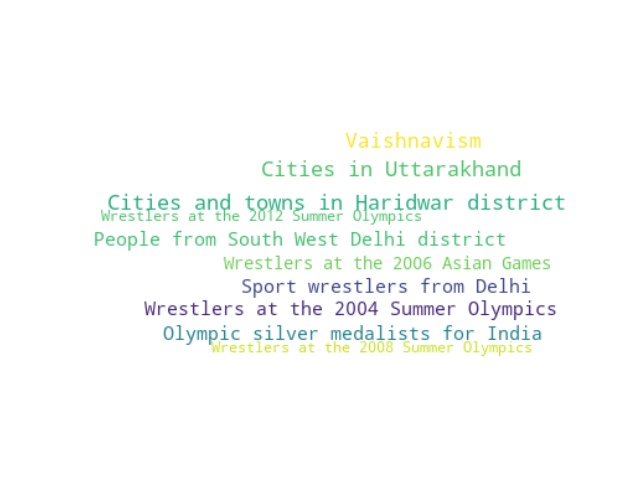 Vaishnavism
Cities in Uttarakhand
Cities and towns in Haridwar district
Wrestlers at the 2012 Summer Olympics
People from South West Delhi district
Wrestlers at the 2006 Asian Games
Sport wrestlers from Delhi
Wrestlers at the 2004 Summer Olympics
Olympic silver medalists for India
Wrestlers at the 2008 Summer Olympics